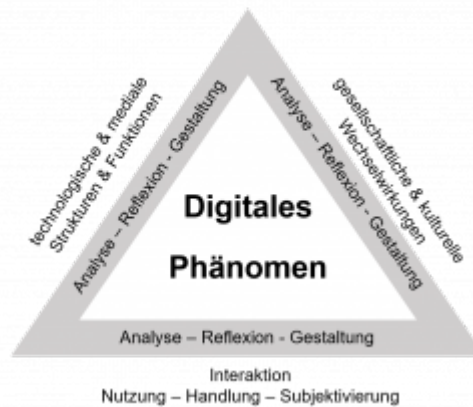 technologische & mediale
Strukturen & Funktionen
Analyse – Reflexion - Gestaltung
gesellschaftliche & kulturelle
Wechselwirkungen
Analyse – Reflexion - Gestaltung
Digitales
Phänomen
Analyse – Reflexion - Gestaltung
Interaktion
Nutzung – Handlung – Subjektivierung